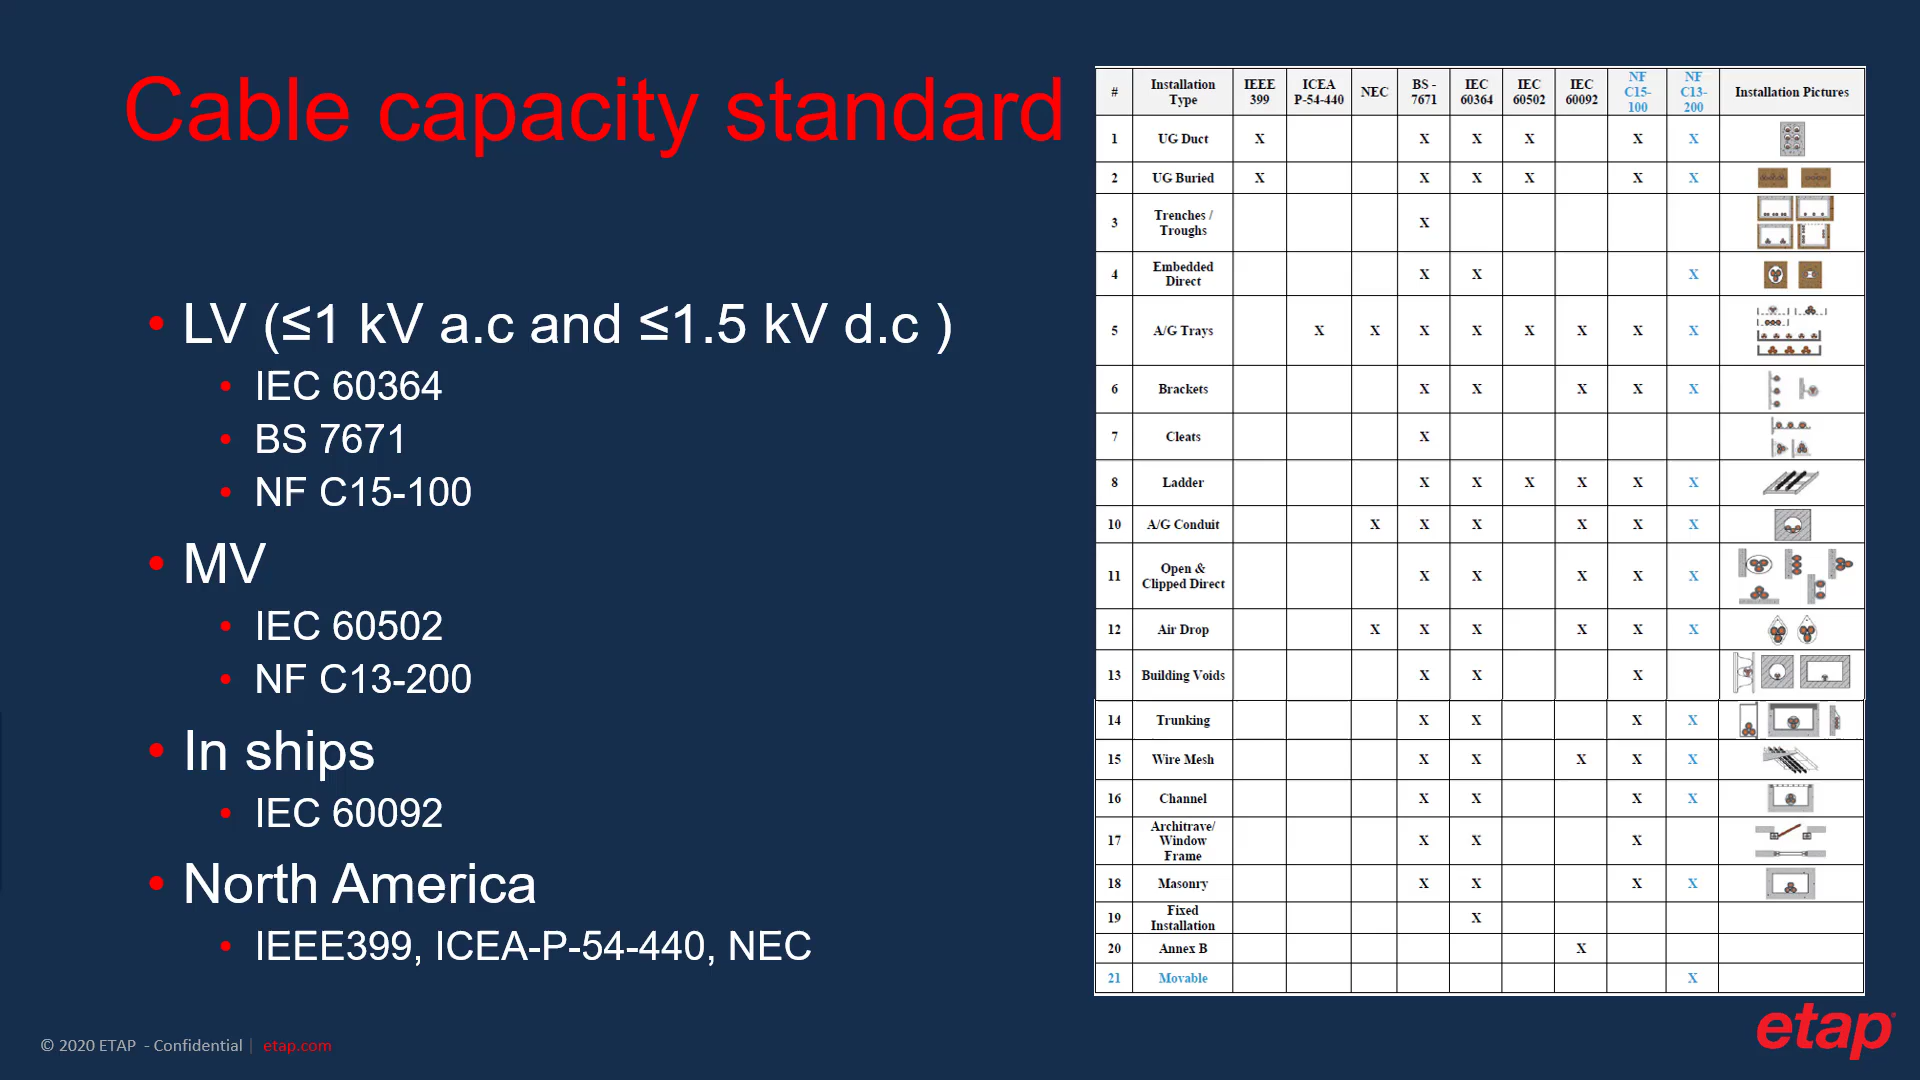 Cable capacity standard
• LV (≤1 kV a.c and ≤1.5 kV d.c )
• IEC 60364
• BS 7671
• NF C15-100
• MV
• IEC 60502
• NF C13-200
• In ships
• IEC 60092
• North America
• IEEE399, ICEA-P-54-440, NEC
# Installation Type IEEE 399 ICEA P-54-440 NEC BS - 7671 IEC 60364 IEC 60502 IEC 60092 NF C15-100 NF C13-200 Installation Pictures
1 UG Duct X X X X X X
2 UG Buried X X X X X X
3 Trenches / Troughs X
4 Embedded Direct X X X
5 A/G Trays X X X X X X X X
6 Brackets X X X X X
7 Cleats X
8 Ladder X X X X X X
10 A/G Conduit X X X X X X
11 Open & Clipped Direct X X X X X
12 Air Drop X X X X X X
13 Building Voids X X X
14 Trunking X X X X
15 Wire Mesh X X X X X
16 Channel X X X X
17 Architrave/ Window Frame X X X
18 Masonry X X X X
19 Fixed Installation X
20 Annex B X
21 Movable X
© 2020 ETAP - Confidential | etap.com
etap